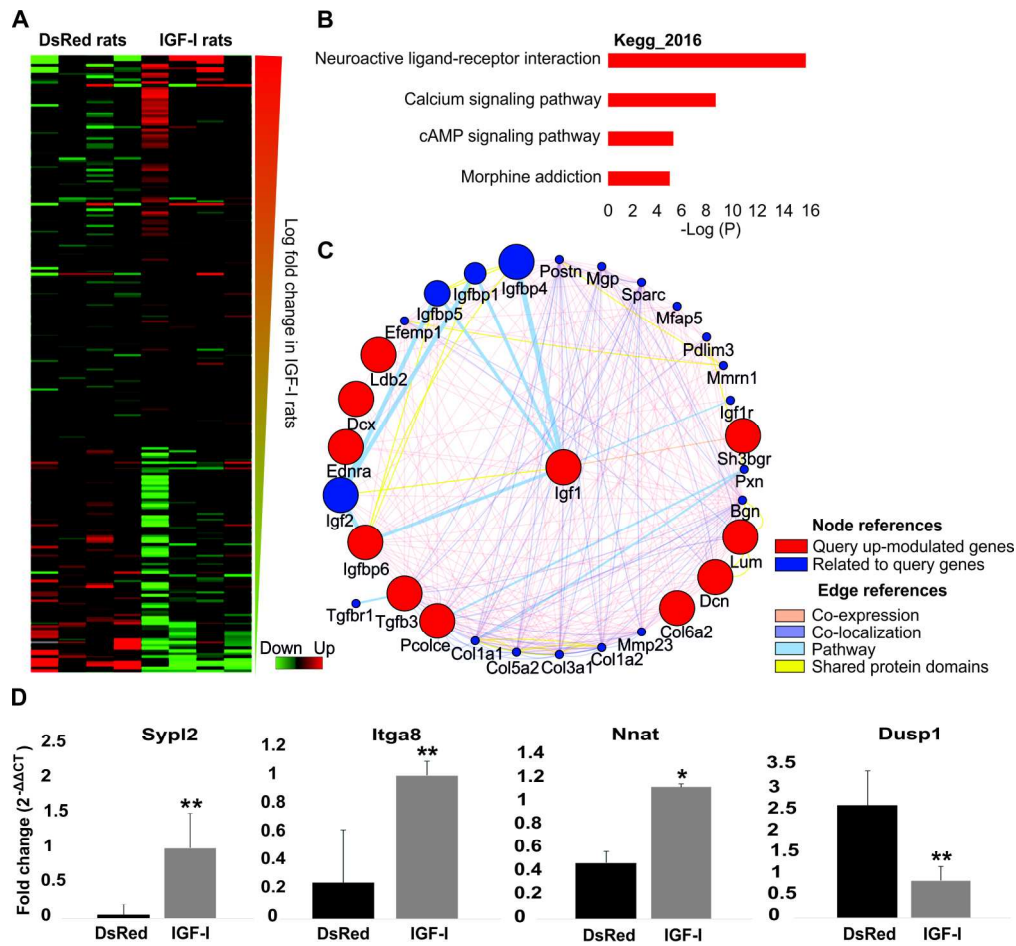 A
DsRed rats
IGF-I rats
Log fold change in IGF-I rats
Down Up
B
Kegg_2016
Neuroactive ligand-receptor interaction
Calcium signaling pathway
cAMP signaling pathway
Morphine addiction
0 2 4 6 8 10 12 14 16
-Log (P)
C
Igfbp4
Postn
Mgp
Sparc
Mfap5
Pdlim3
Mmrn1
Igf1r
Sh3bgr
Pxn
Bgn
Lum
Dcn
Col6a2
Mmp23
Col1a2
Col3a1
Col5a2
Col1a1
Pcolce
Tgfb3
Tgfbr1
Igfbp6
Igf2
Ednra
Dcx
Ldb2
Efemp1
Igfbp5
Igfbp1
Igf1
Node references
Query up-modulated genes
Related to query genes
Edge references
Co-expression
Co-localization
Pathway
Shared protein domains
D
Fold change (2-ΔΔCT)
Sypl2
2.5
2
1.5
1
0.5
0
**
DsRed IGF-I
Itga8
1.2
1
0.8
0.6
0.4
0.2
0
**
DsRed IGF-I
Nnat
1.4
1.2
1
0.8
0.6
0.4
0.2
0
*
DsRed IGF-I
Dusp1
3.5
3
2.5
2
1.5
1
0.5
0
**
DsRed IGF-I